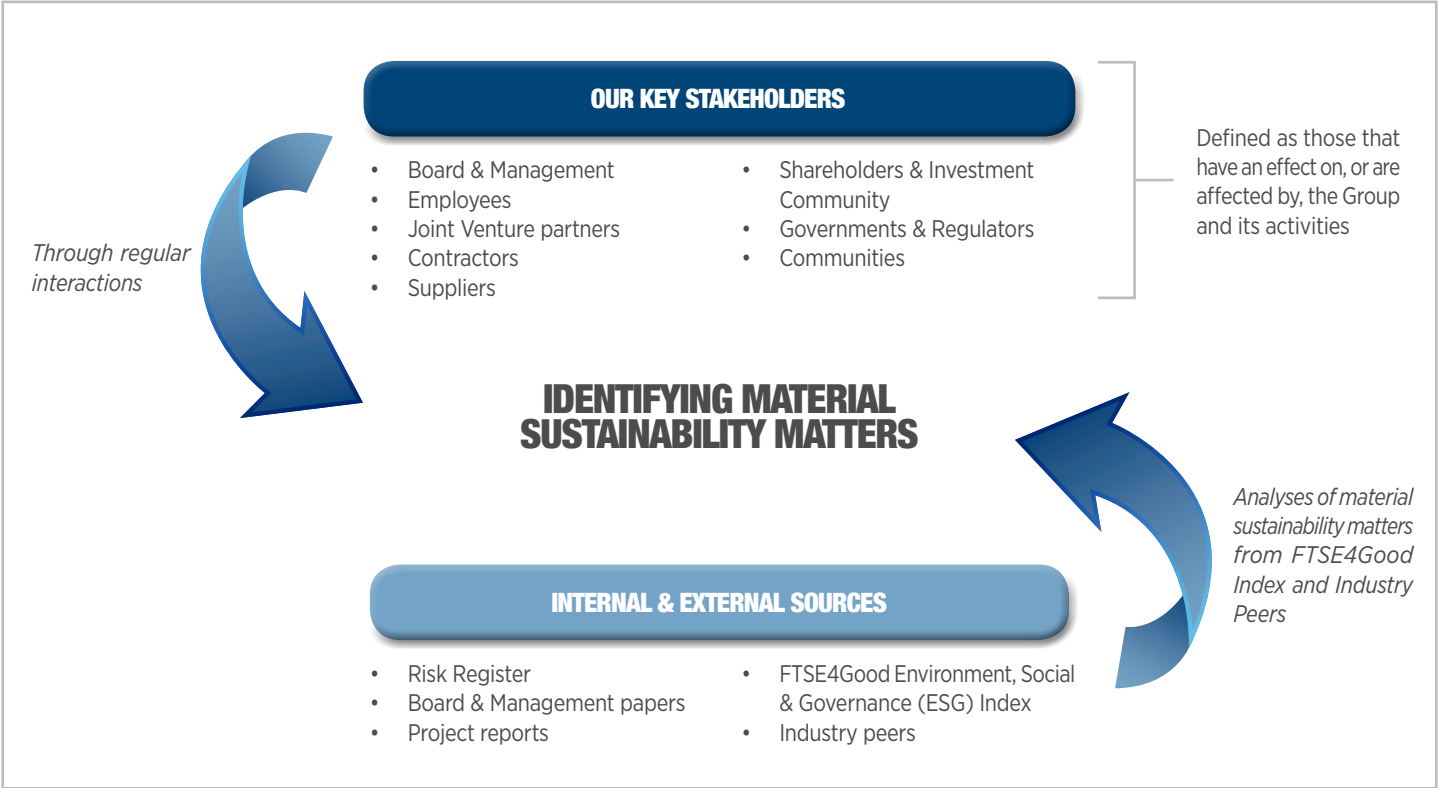 OUR KEY STAKEHOLDERS
• Board & Management
• Employees
• Joint Venture partners
• Contractors
• Suppliers
• Shareholders & Investment
Community
• Governments & Regulators
• Communities
Defined as those that
have an effect on, or are
affected by, the Group
and its activities
Through regular
interactions
IDENTIFYING MATERIAL
SUSTAINABILITY MATTERS
Analyses of material
sustainability matters
from FTSE4Good
Index and Industry
Peers
INTERNAL & EXTERNAL SOURCES
• Risk Register
• Board & Management papers
• Project reports
• FTSE4Good Environment, Social
& Governance (ESG) Index
• Industry peers